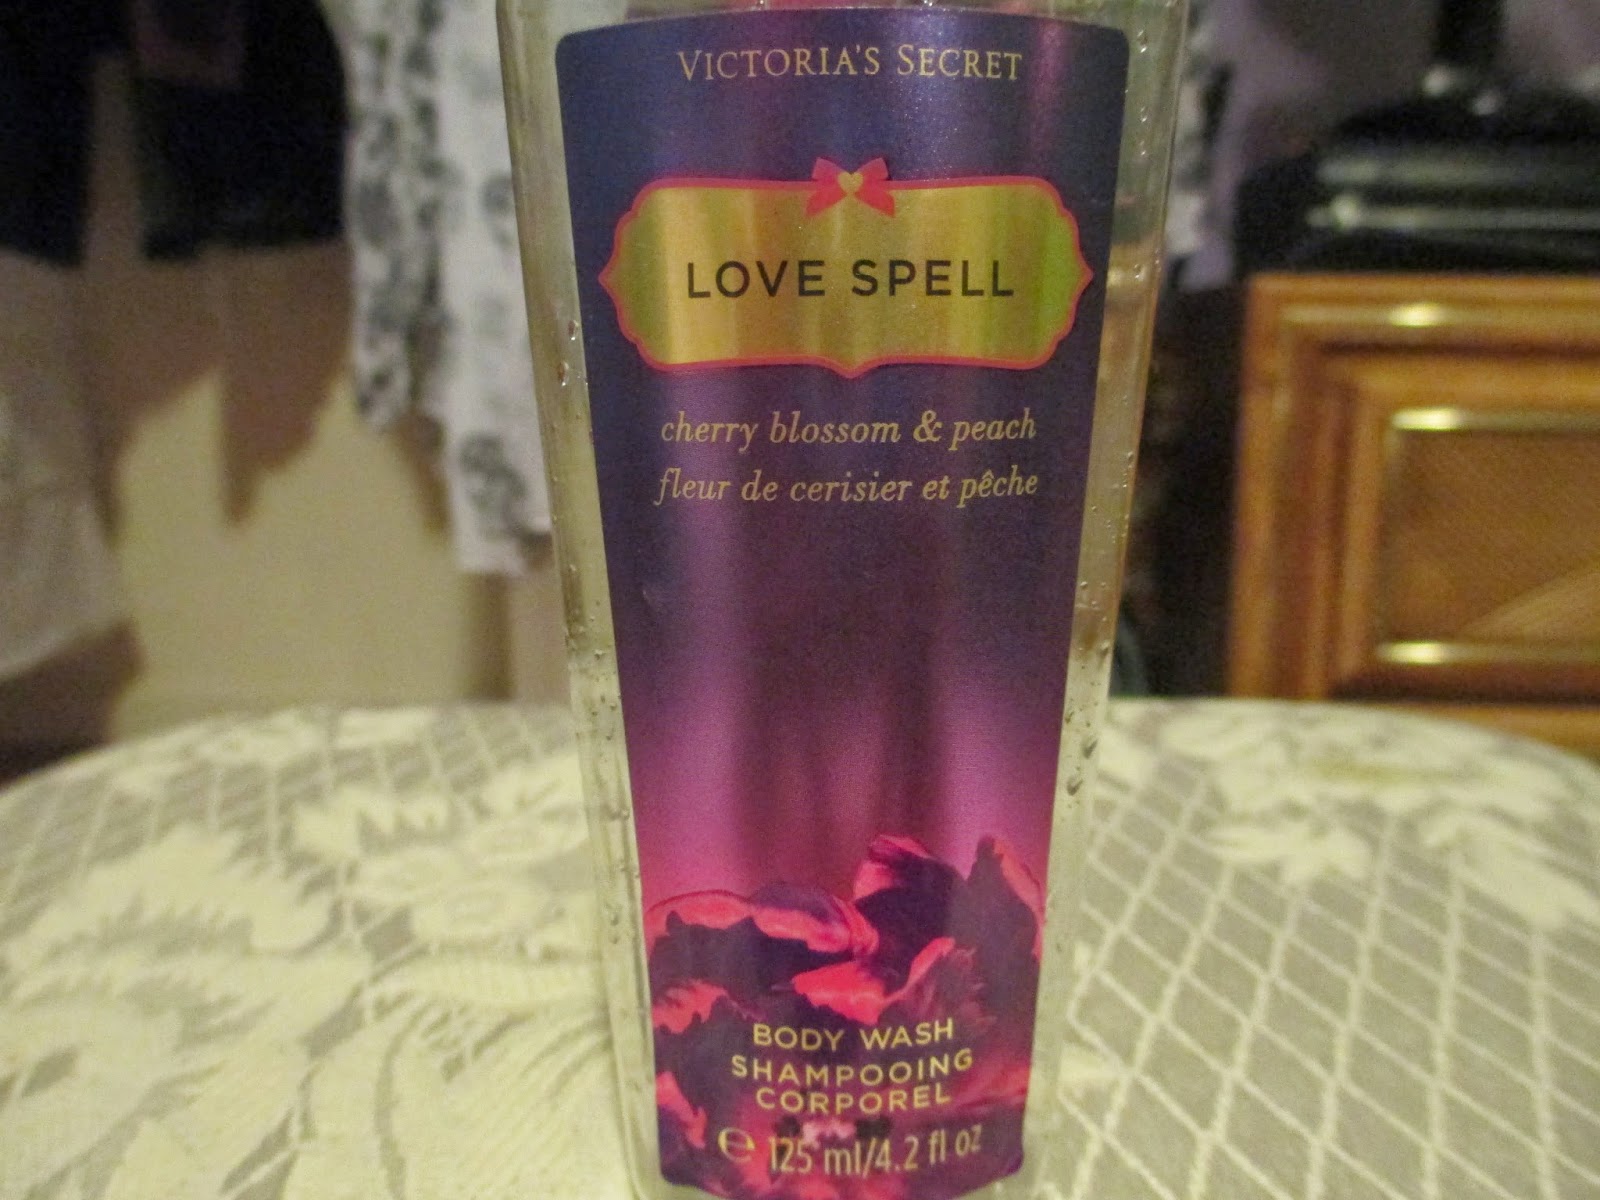 VICTORIA'S SECRET
LOVE SPELL
cherry blossom & peach
fleur de cerisier et pêche
BODY WASH
SHAMPOOING
CORPOREL
℮ 125 ml/4.2 fl oz